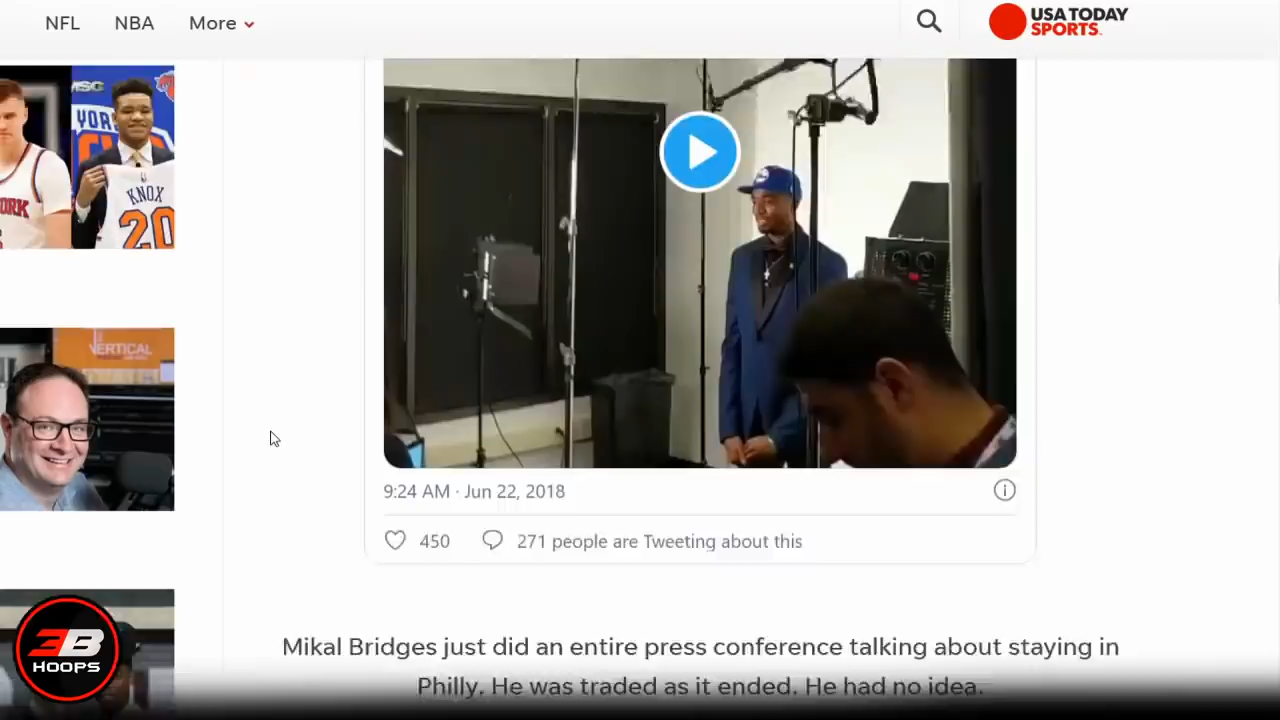 NFL NBA More
USA TODAY
SPORTS
YORK
KNOX
20
VERTICAL
9:24 AM · Jun 22, 2018
450 271 people are Tweeting about this
3B
HOOPS
Mikal Bridges just did an entire press conference talking about staying in
Philly. He was traded as it ended. He had no idea.